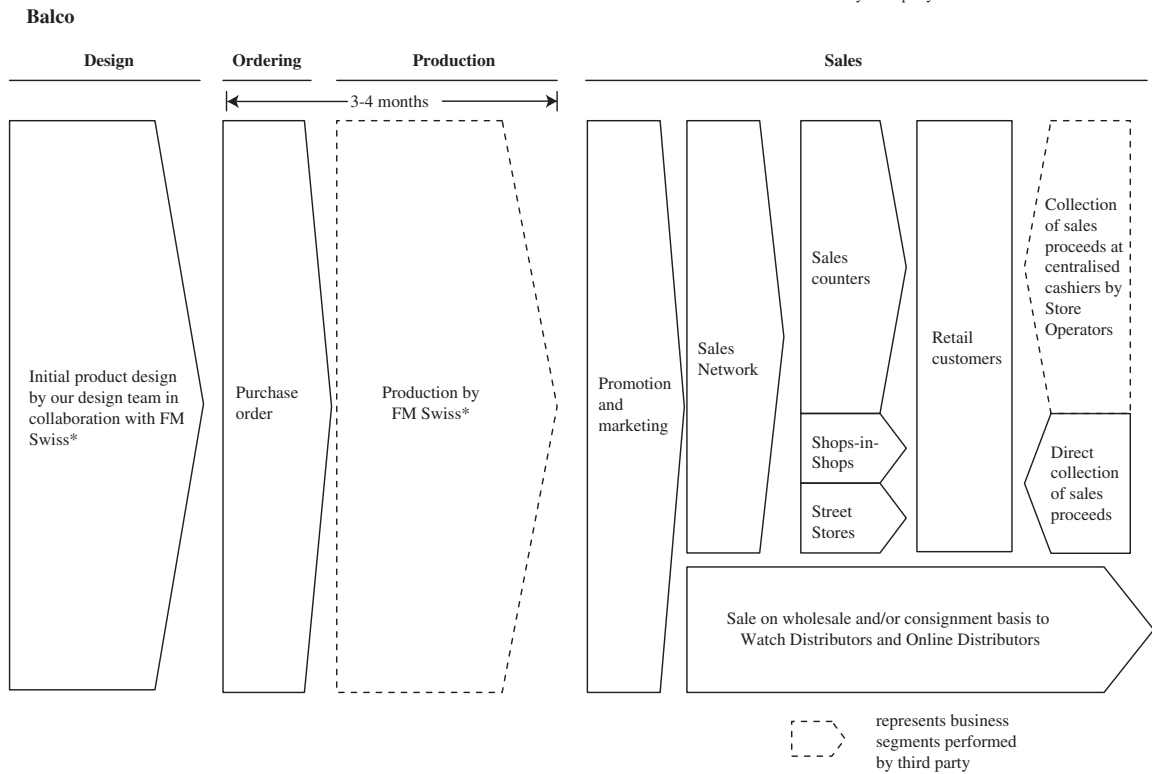 Balco
Design
Ordering
Production
Sales
3-4 months
Initial product design
by our design team in
collaboration with FM
Swiss*
Purchase
order
Production by
FM Swiss*
Promotion
and
marketing
Sales
Network
Sales
counters
Shops-in-
Shops
Street
Stores
Retail
customers
Collection
of sales
proceeds at
centralised
cashiers by
Store
Operators
Direct
collection
of sales
proceeds
Sale on wholesale and/or consignment basis to
Watch Distributors and Online Distributors
represents business
segments performed
by third party